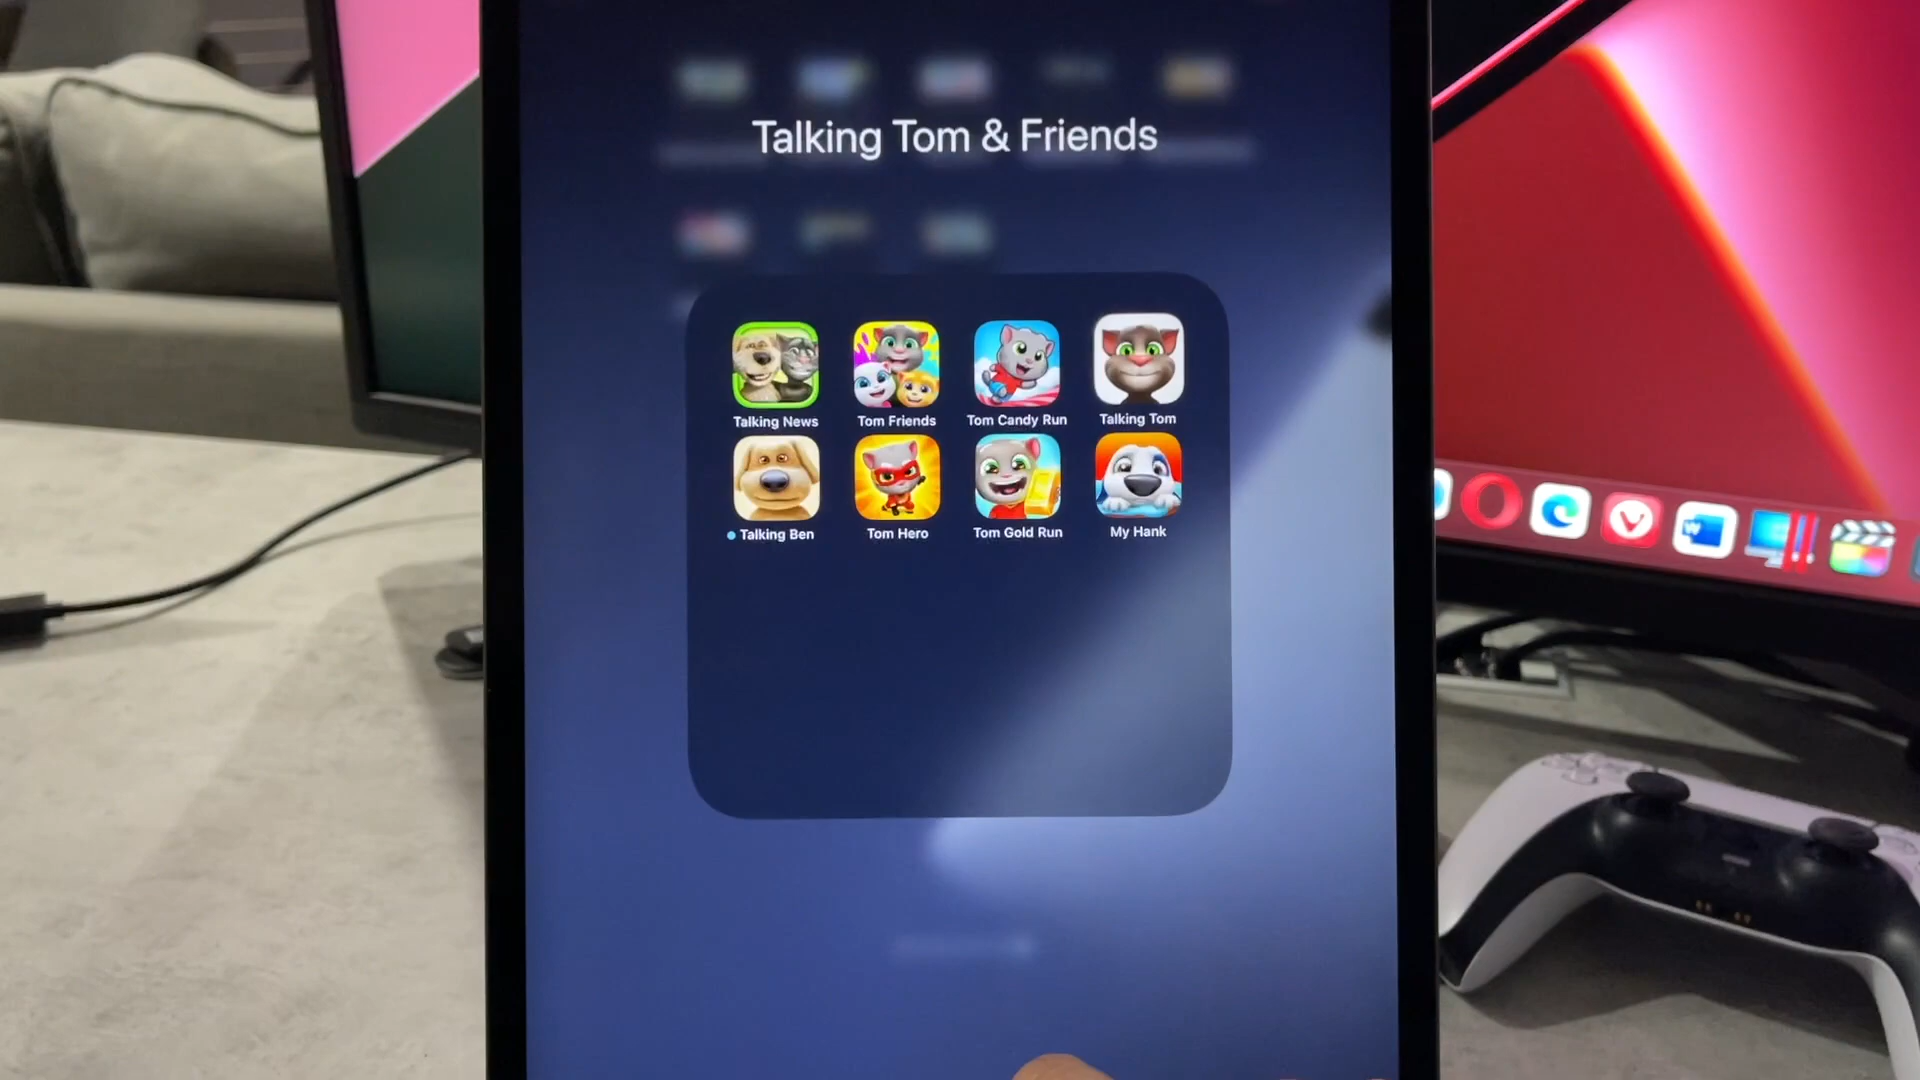 Talking Tom & Friends
Talking News
Tom Friends
Tom Candy Run
Talking Tom
Talking Ben
Tom Hero
Tom Gold Run
My Hank
W